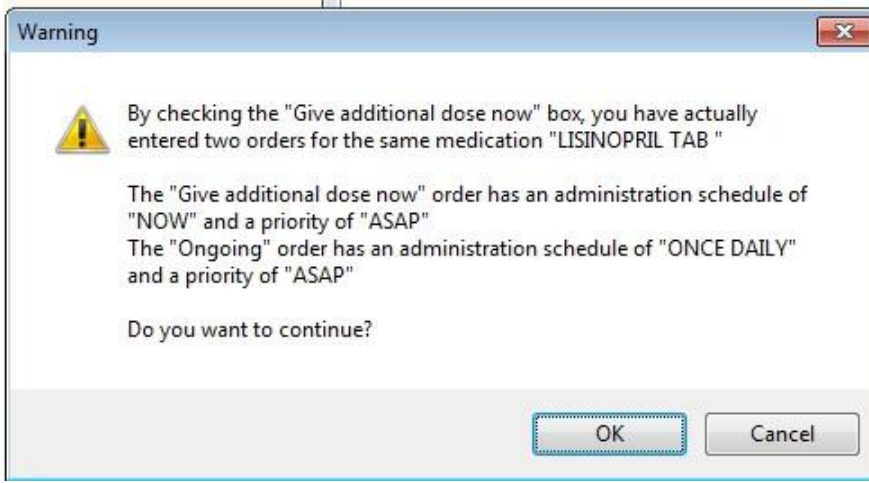 Warning
By checking the "Give additional dose now" box, you have actually
entered two orders for the same medication "LISINOPRIL TAB "
The "Give additional dose now" order has an administration schedule of
"NOW" and a priority of "ASAP"
The "Ongoing" order has an administration schedule of "ONCE DAILY"
and a priority of "ASAP"
Do you want to continue?
OK
Cancel